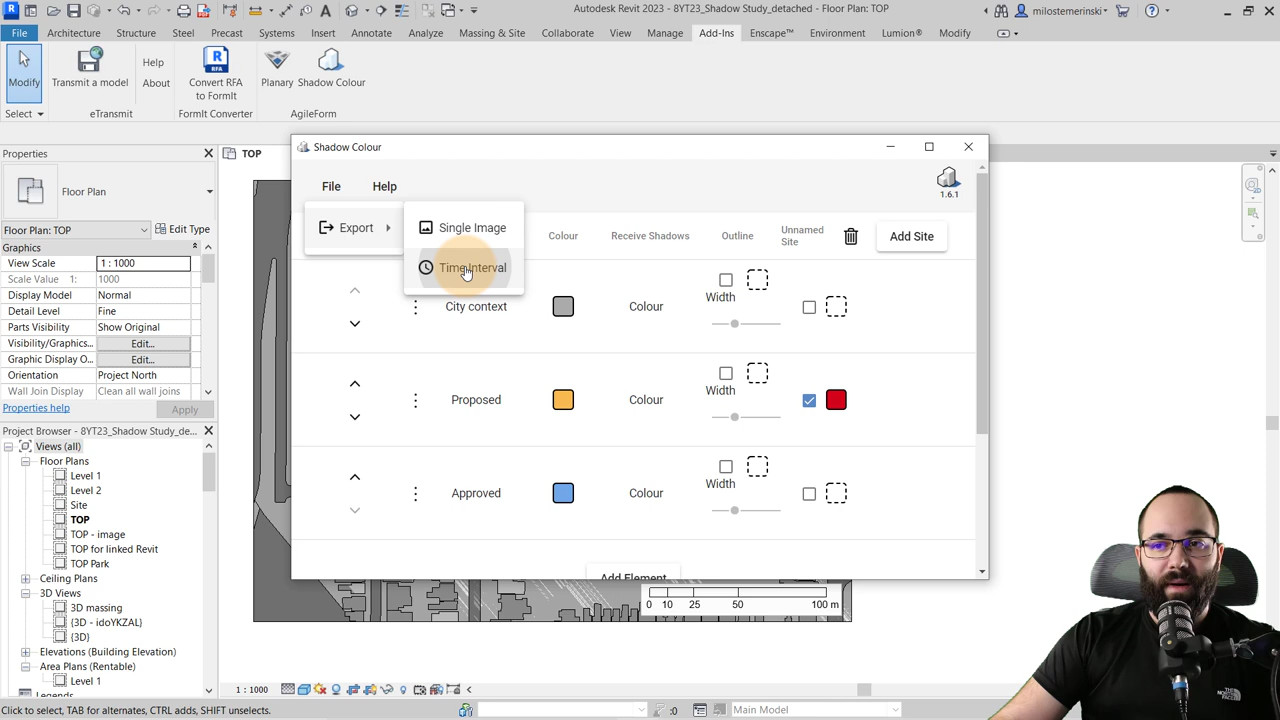 Autodesk Revit 2023 - 8YT23_Shadow Study_detached - Floor Plan: TOP
milostemerinski
File
Architecture
Structure
Steel
Precast
Systems
Insert
Annotate
Analyze
Massing & Site
Collaborate
View
Manage
Add-Ins
Enscape™
Environment
Lumion®
Modify
Modify
Transmit a model
Help
About
Convert RFA
to FormIt
Planary
Shadow Colour
Select
eTransmit
FormIt Converter
AgileForm
Properties
Floor Plan
Floor Plan: TOP
Edit Type
Graphics
View Scale
1 : 1000
Scale Value 1:
1000
Display Model
Normal
Detail Level
Fine
Parts Visibility
Show Original
Visibility/Graphics...
Edit...
Graphic Display O...
Edit...
Orientation
Project North
Wall Join Display
Clean all wall joins
Properties help
Apply
Project Browser - 8YT23_Shadow Study_de...
Views (all)
Floor Plans
Level 1
Level 2
Site
TOP
TOP - image
TOP for linked Revit
TOP Park
Ceiling Plans
3D Views
3D massing
{3D - idoYKZAL}
{3D}
Elevations (Building Elevation)
Area Plans (Rentable)
Level 1
Legends
TOP
Shadow Colour
File
Help
1.6.1
Export
Single Image
Time Interval
Colour
Receive Shadows
Outline
Unnamed
Site
Add Site
City context
Colour
Width
Proposed
Colour
Width
Approved
Colour
Width
Add Element
0 10 25 50 100 m
1 : 1000
Click to select, TAB for alternates, CTRL adds, SHIFT unselects.
:0
Main Model